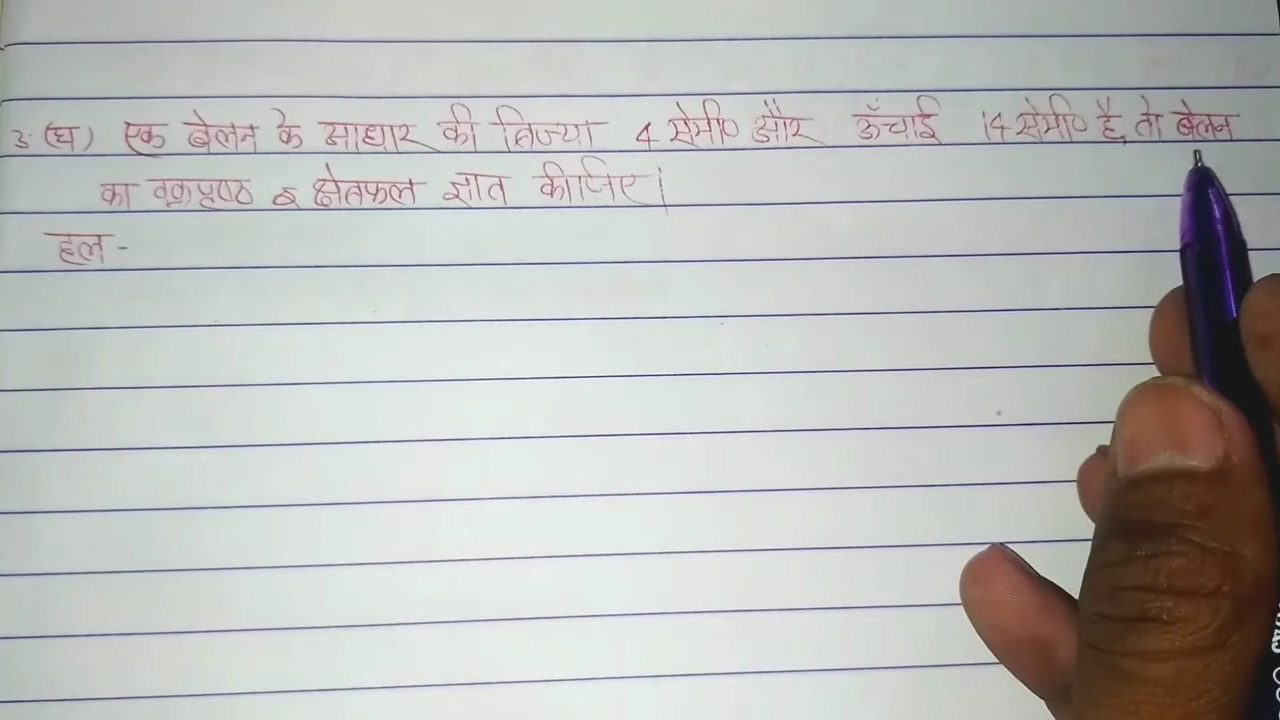 3. (घ) एक बेलन के आधार की त्रिज्या 4 सेमी० और ऊँचाई 14 सेमी० है, तो बेलन
का वक्रपृष्ठ क्षेत्रफल ज्ञात कीजिए।
हल -